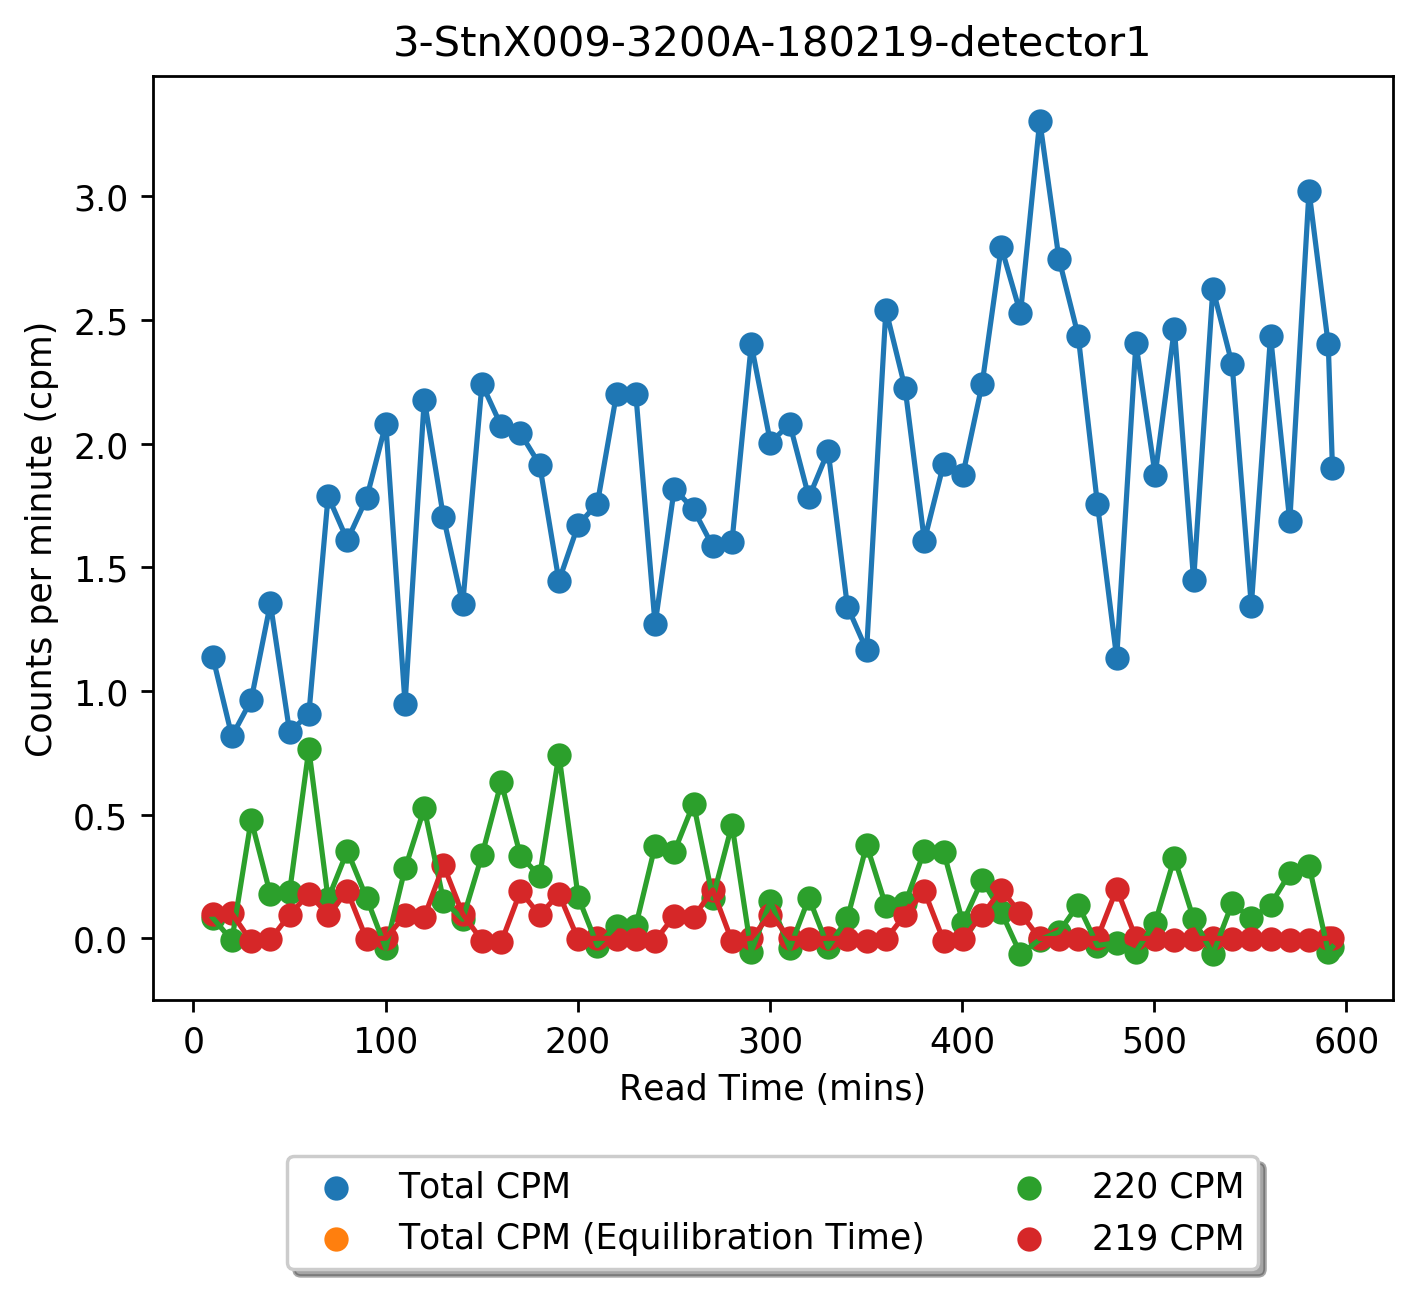 3-StnX009-3200A-180219-detector1
Counts per minute (cpm)
3.0
2.5
2.0
1.5
1.0
0.5
0.0
0 100 200 300 400 500 600
Read Time (mins)
Total CPM
Total CPM (Equilibration Time)
220 CPM
219 CPM